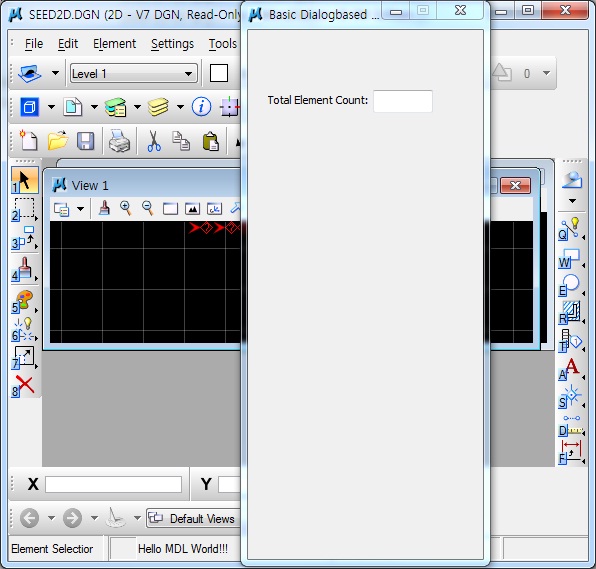 SEED2D.DGN (2D - V7 DGN, Read-Only
Basic Dialogbased ...
File Edit Element Settings Tools
Level 1
0
Total Element Count:
View 1
1
2
3
4
5
6
7
8
Q
W
E
R
T
A
S
D
F
X
Y
Default Views
Element Selection
Hello MDL World!!!